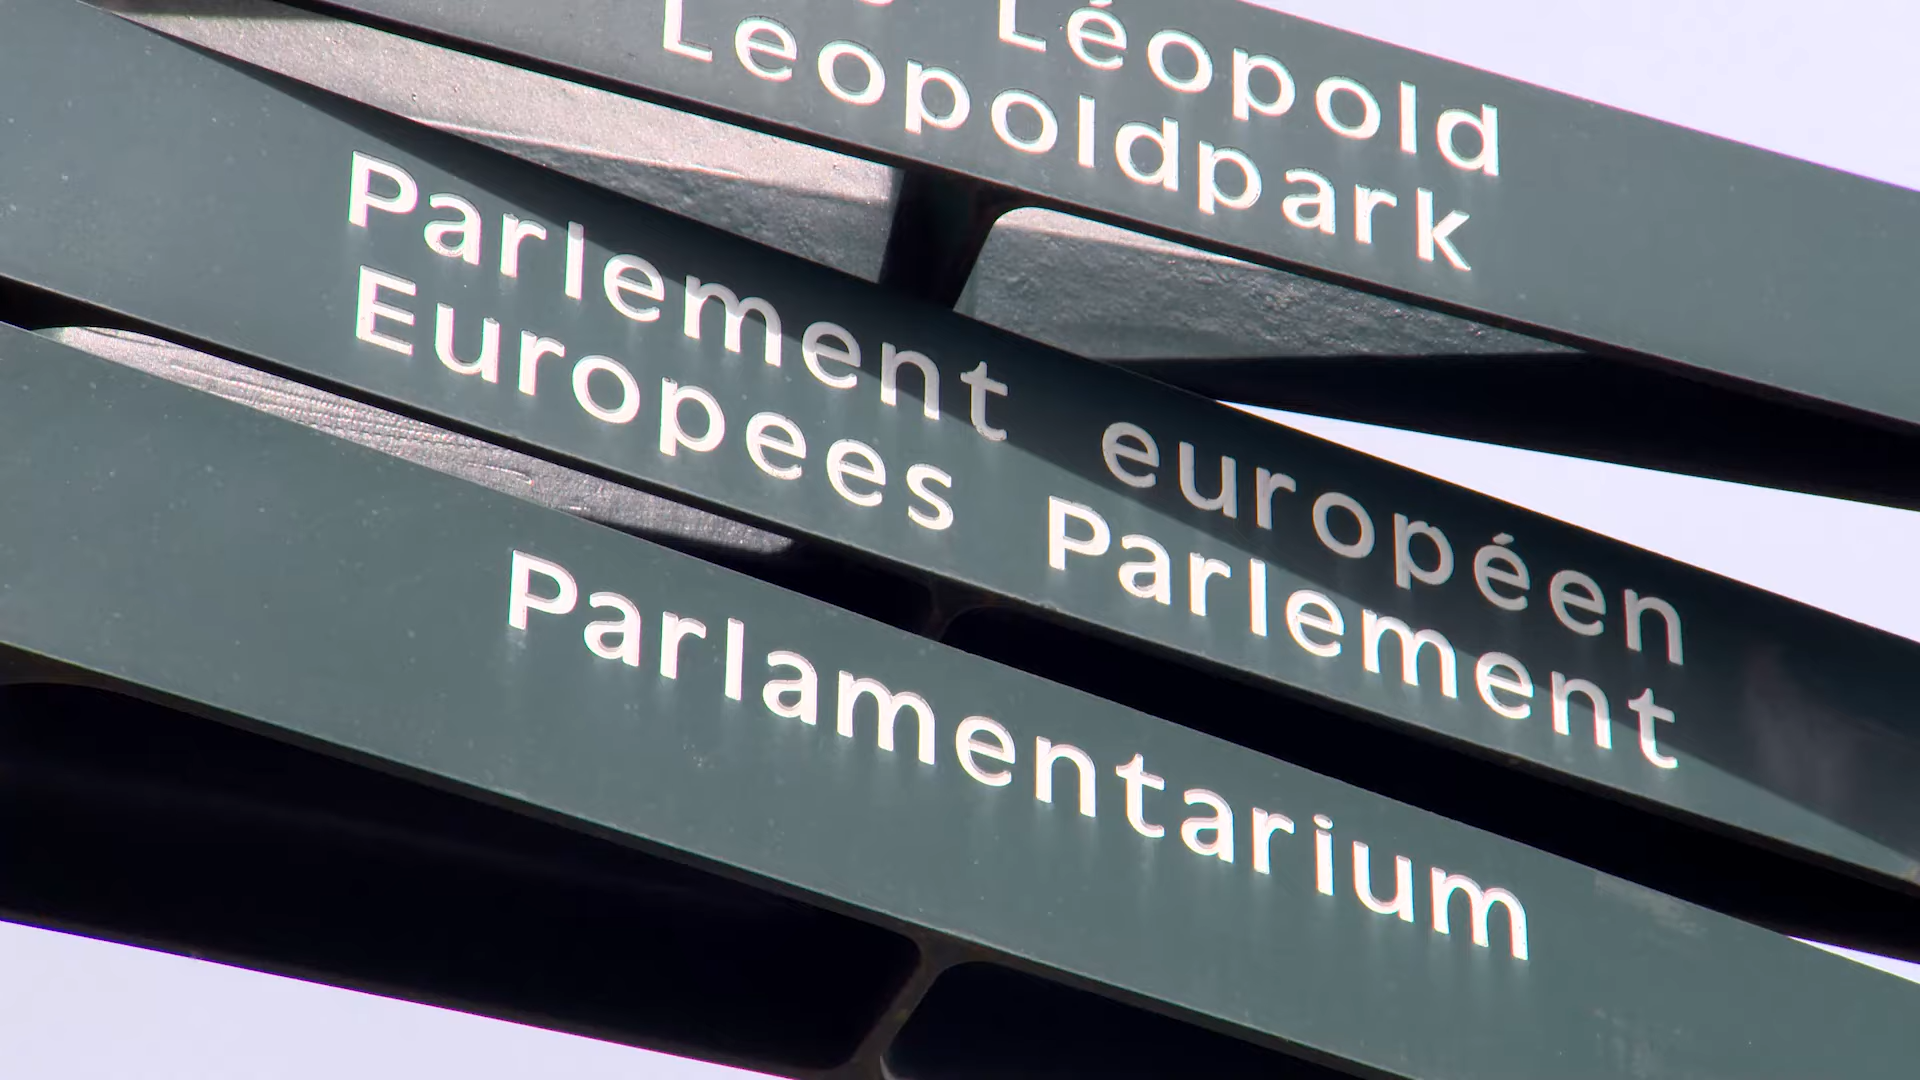 Léopold
Leopoldpark
Parlement européen
Europees Parlement
Parlamentarium